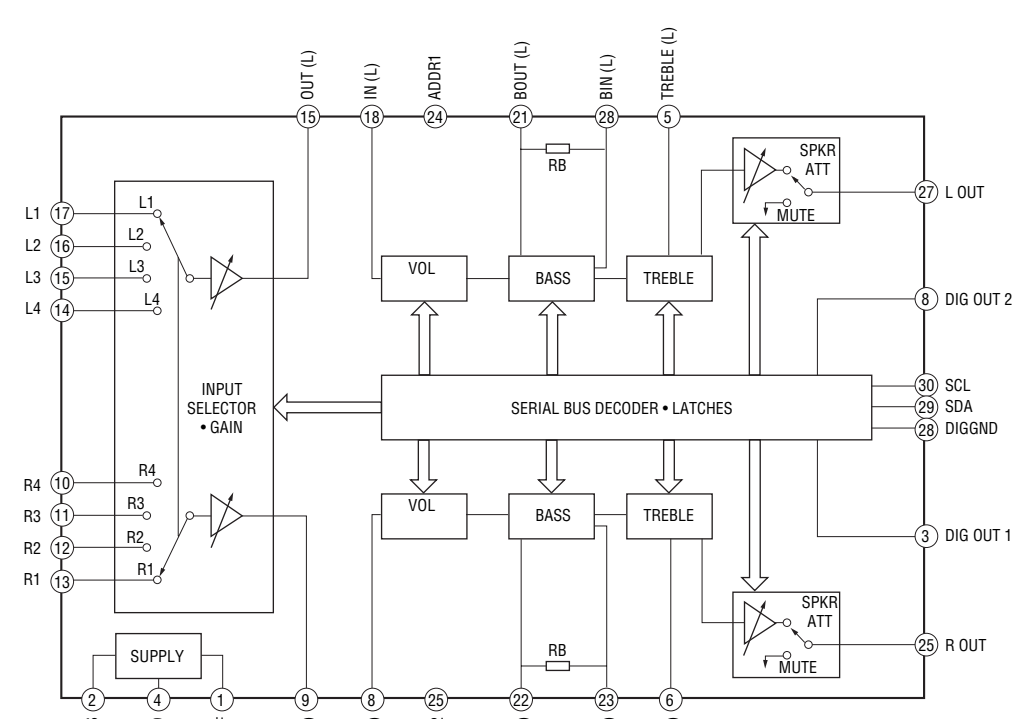 OUT (L)
IN (L)
ADDR1
BOUT (L)
BIN (L)
TREBLE (L)
15
18
24
21
28
5
RB
SPKR
ATT
MUTE
27 L OUT
L1 17
L1
L2 16
L2
L3 15
L3
L4 14
L4
VOL
BASS
TREBLE
8 DIG OUT 2
INPUT
SELECTOR
• GAIN
SERIAL BUS DECODER • LATCHES
30 SCL
29 SDA
28 DIGGND
R4 10
R4
R3 11
R3
R2 12
R2
R1 13
R1
VOL
BASS
TREBLE
3 DIG OUT 1
SPKR
ATT
MUTE
25 R OUT
SUPPLY
RB
2
4
1
9
8
25
22
23
6